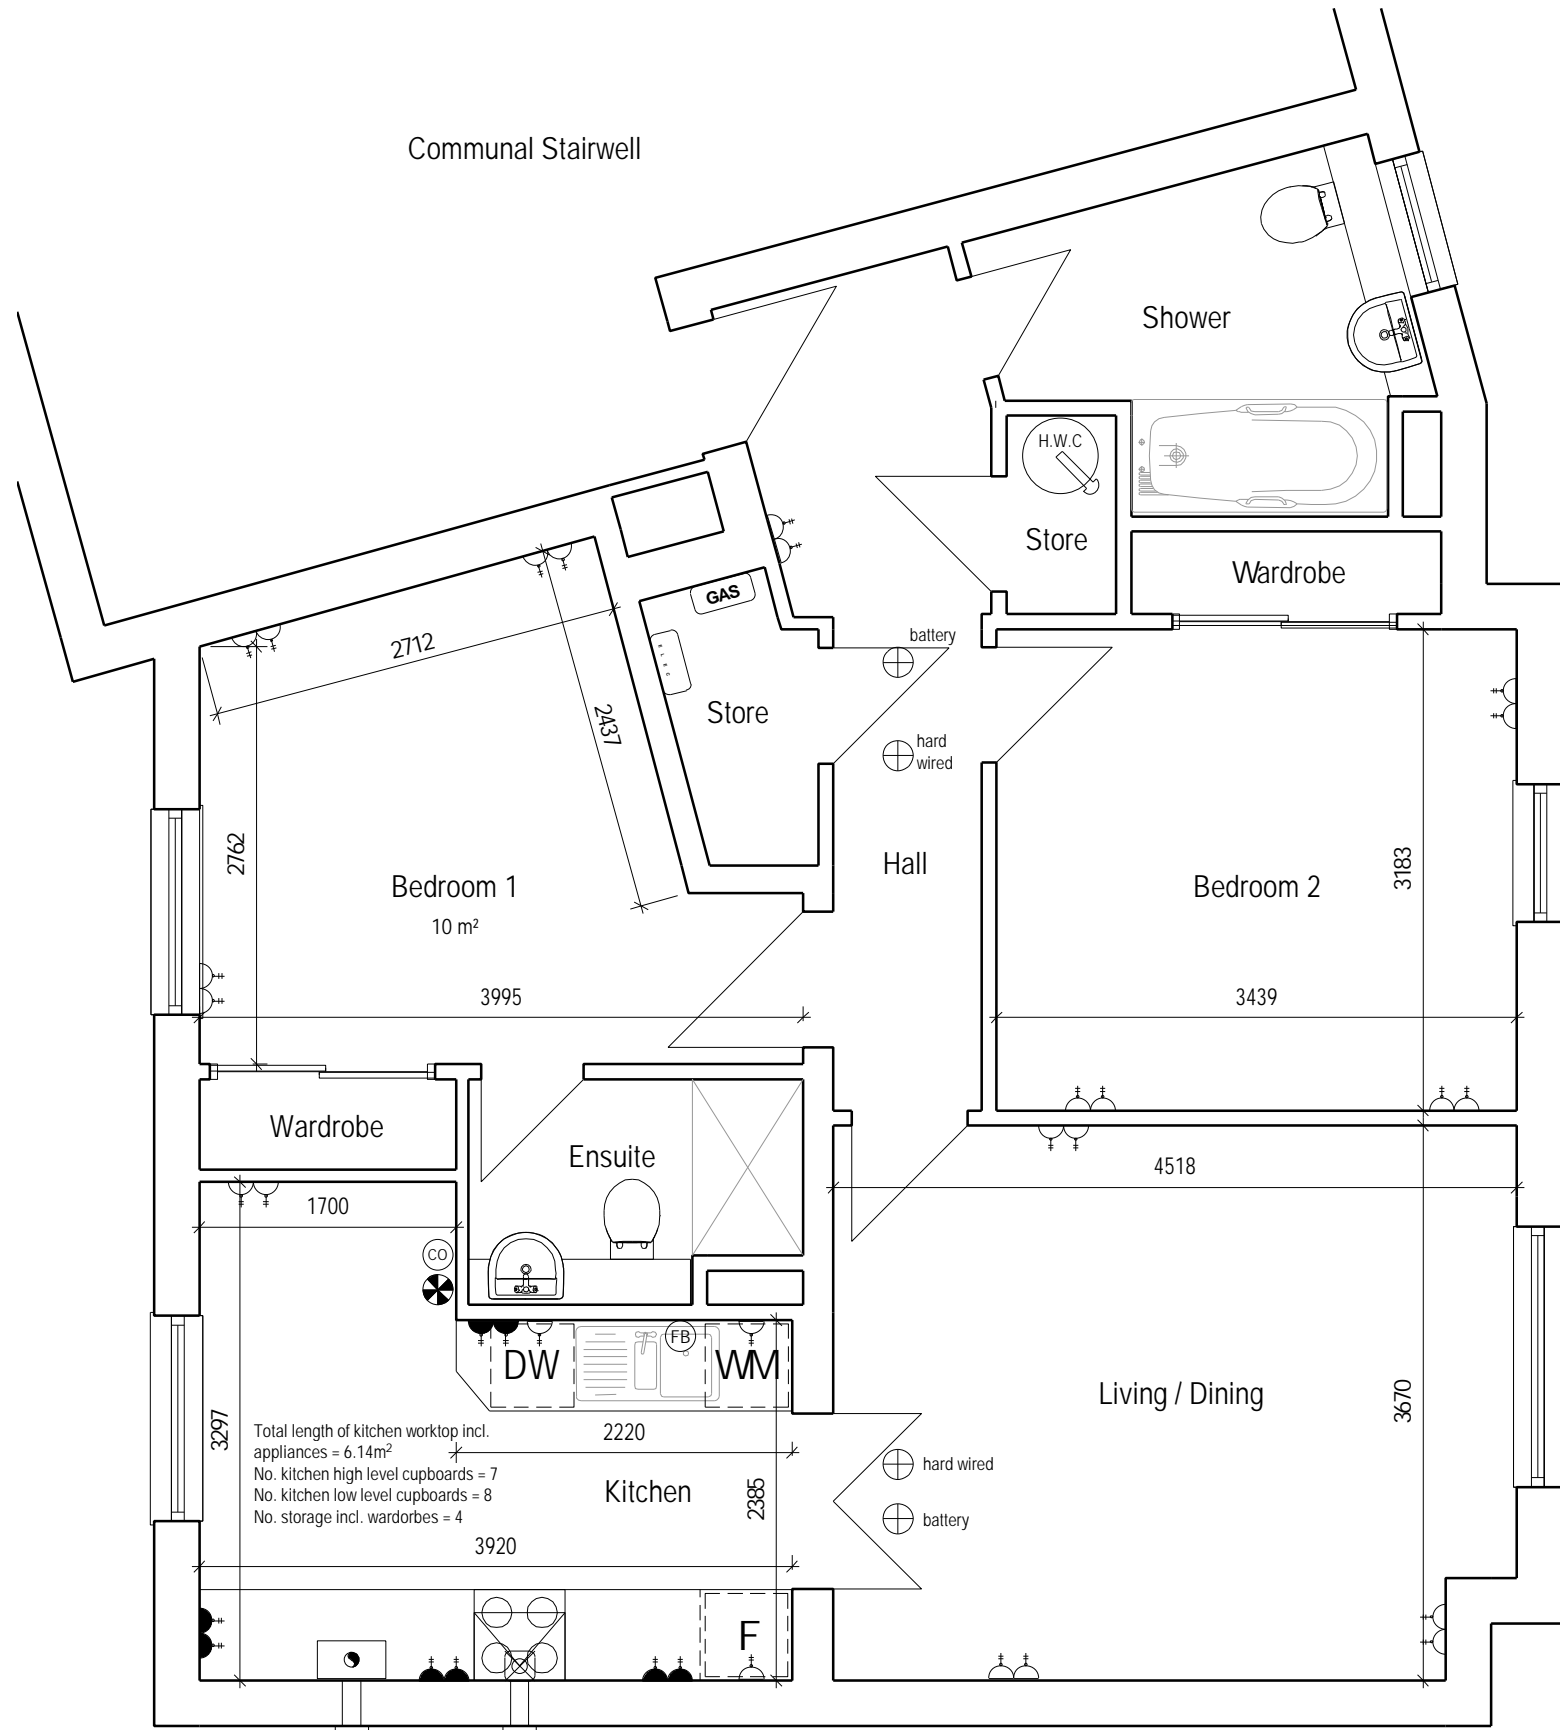 Communal Stairwell
Shower
H.W.C
Store
Wardrobe
GAS
ELEC
battery
2712
2437
Store
hard
wired
2762
Hall
3183
Bedroom 1
10 m²
Bedroom 2
3995
3439
Wardrobe
Ensuite
4518
1700
CO
FB
DW
WM
Living / Dining
3670
3297
Total length of kitchen worktop incl.
appliances = 6.14m²
No. kitchen high level cupboards = 7
No. kitchen low level cupboards = 8
No. storage incl. wardorbes = 4
2220
Kitchen
2385
hard wired
battery
3920
F